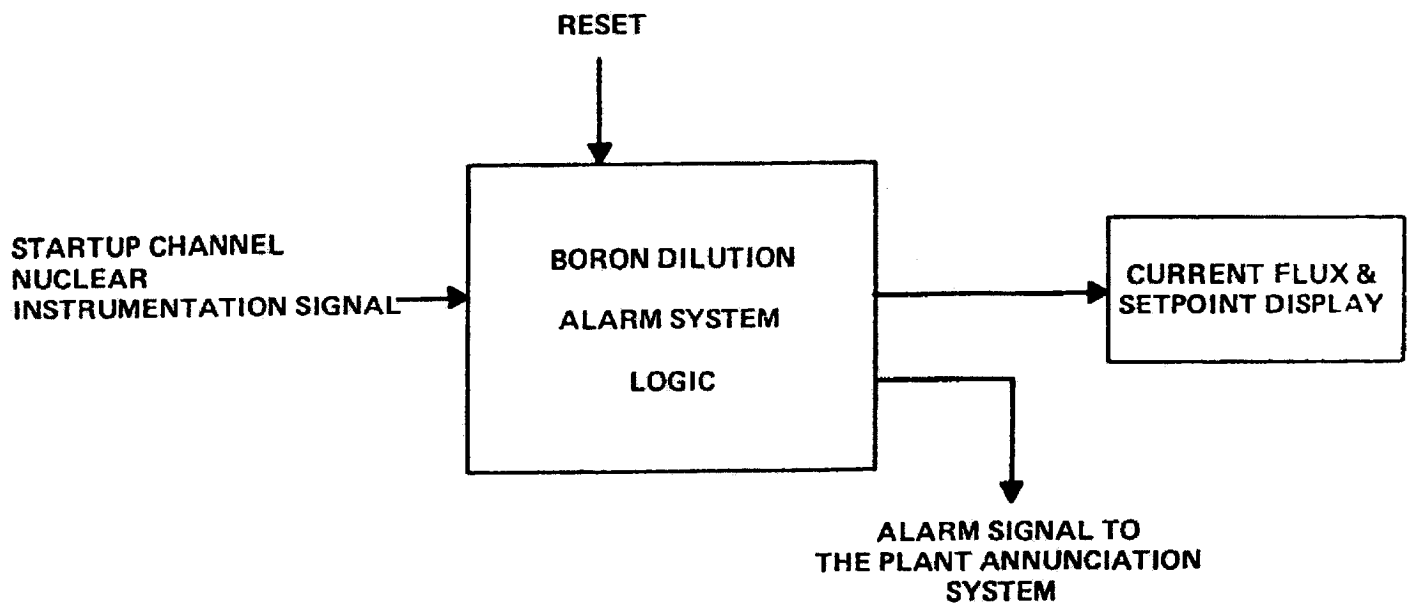 RESET
STARTUP CHANNEL
NUCLEAR
INSTRUMENTATION SIGNAL
BORON DILUTION
ALARM SYSTEM
LOGIC
CURRENT FLUX &
SETPOINT DISPLAY
ALARM SIGNAL TO
THE PLANT ANNUNCIATION
SYSTEM